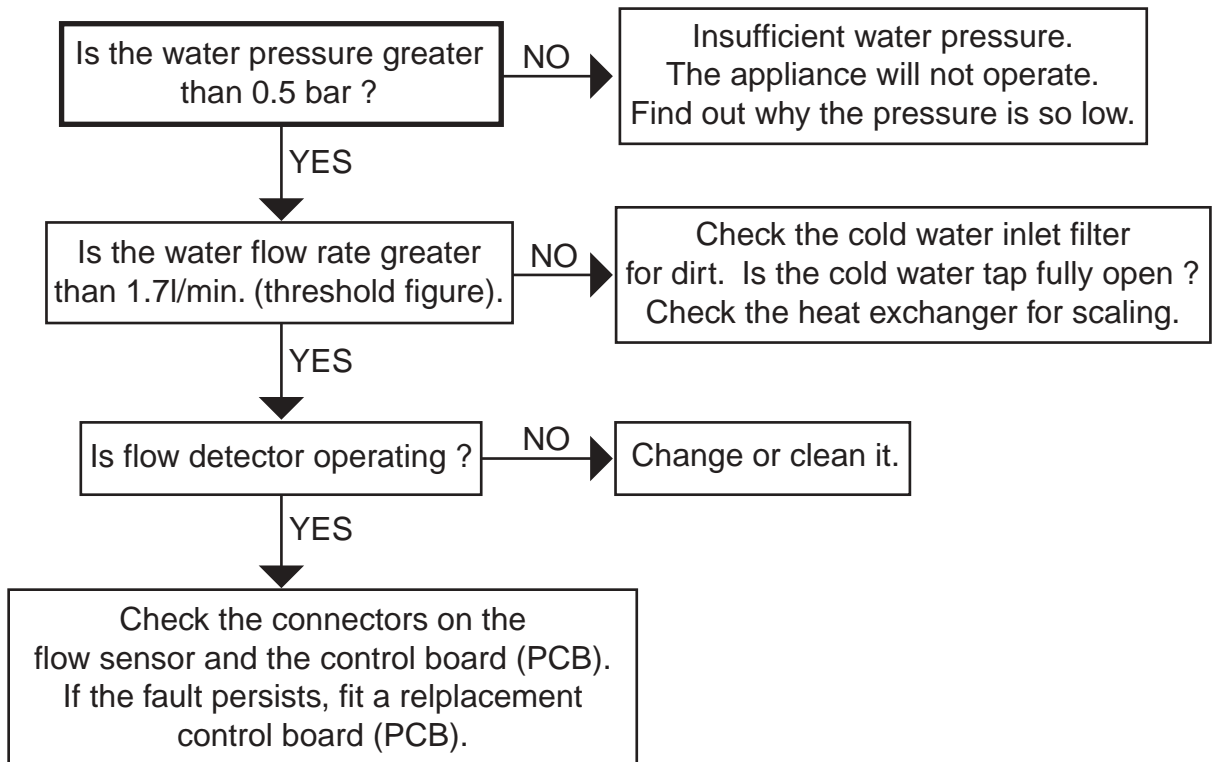 Is the water pressure greater
than 0.5 bar ?
NO
Insufficient water pressure.
The appliance will not operate.
Find out why the pressure is so low.
YES
Is the water flow rate greater
than 1.7l/min. (threshold figure).
NO
Check the cold water inlet filter
for dirt.  Is the cold water tap fully open ?
Check the heat exchanger for scaling.
YES
Is flow detector operating ?
NO
Change or clean it.
YES
Check the connectors on the
flow sensor and the control board (PCB).
If the fault persists, fit a relplacement
control board (PCB).